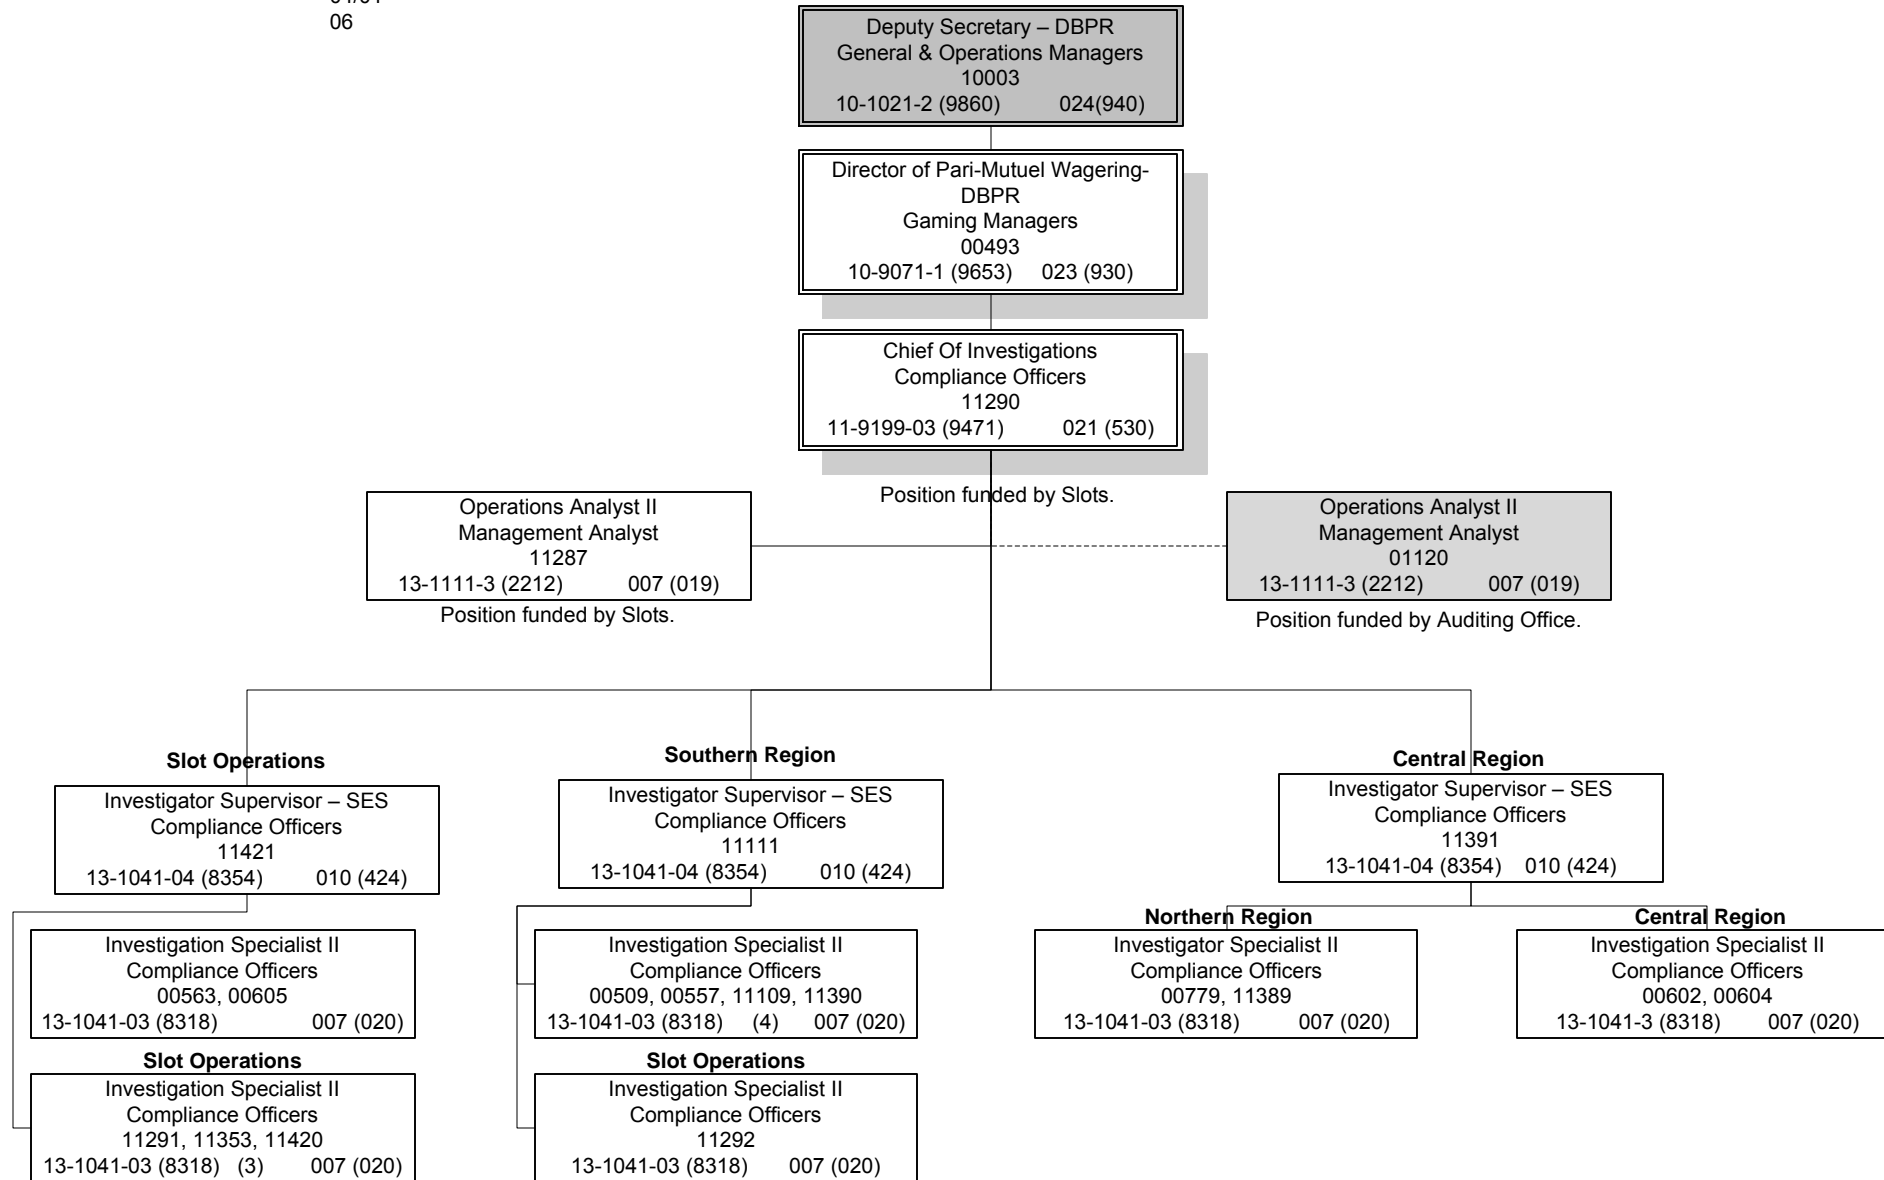 06
Deputy Secretary – DBPR
General & Operations Managers
10003
10-1021-2 (9860) 024(940)
Director of Pari-Mutuel Wagering-
DBPR
Gaming Managers
00493
10-9071-1 (9653) 023 (930)
Chief Of Investigations
Compliance Officers
11290
11-9199-03 (9471) 021 (530)
Position funded by Slots.
Operations Analyst II
Management Analyst
11287
13-1111-3 (2212) 007 (019)
Position funded by Slots.
Operations Analyst II
Management Analyst
01120
13-1111-3 (2212) 007 (019)
Position funded by Auditing Office.
Slot Operations
Investigator Supervisor – SES
Compliance Officers
11421
13-1041-04 (8354) 010 (424)
Investigation Specialist II
Compliance Officers
00563, 00605
13-1041-03 (8318) 007 (020)
Slot Operations
Investigation Specialist II
Compliance Officers
11291, 11353, 11420
13-1041-03 (8318) (3) 007 (020)
Southern Region
Investigator Supervisor – SES
Compliance Officers
11111
13-1041-04 (8354) 010 (424)
Investigation Specialist II
Compliance Officers
00509, 00557, 11109, 11390
13-1041-03 (8318) (4) 007 (020)
Slot Operations
Investigation Specialist II
Compliance Officers
11292
13-1041-03 (8318) 007 (020)
Central Region
Investigator Supervisor – SES
Compliance Officers
11391
13-1041-04 (8354) 010 (424)
Northern Region
Investigator Specialist II
Compliance Officers
00779, 11389
13-1041-03 (8318) 007 (020)
Central Region
Investigation Specialist II
Compliance Officers
00602, 00604
13-1041-3 (8318) 007 (020)